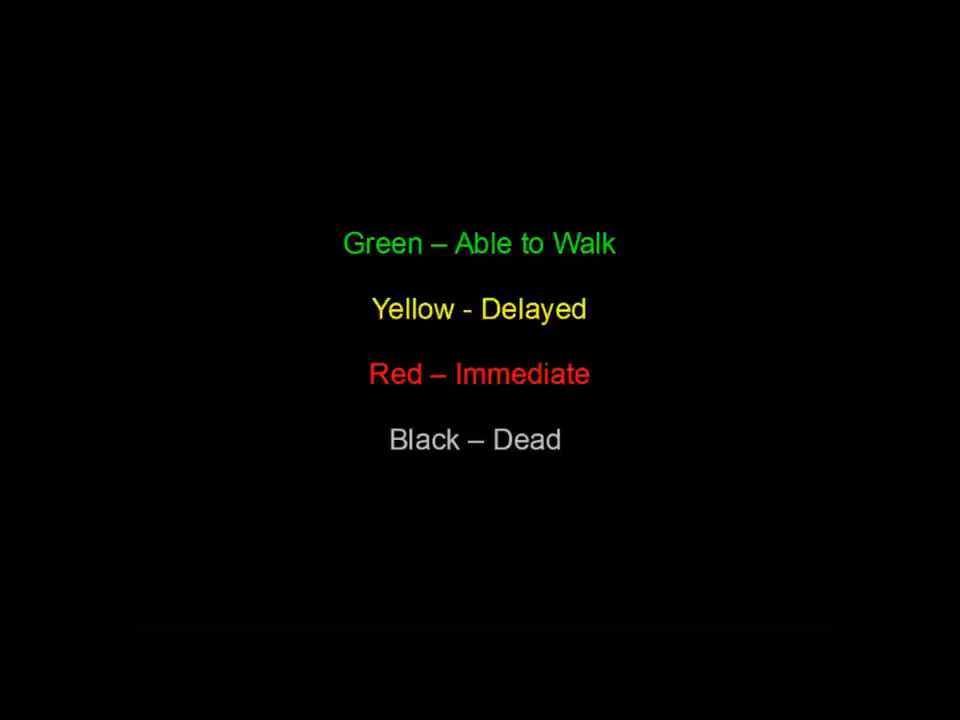 Green – Able to Walk
Yellow - Delayed
Red – Immediate
Black – Dead